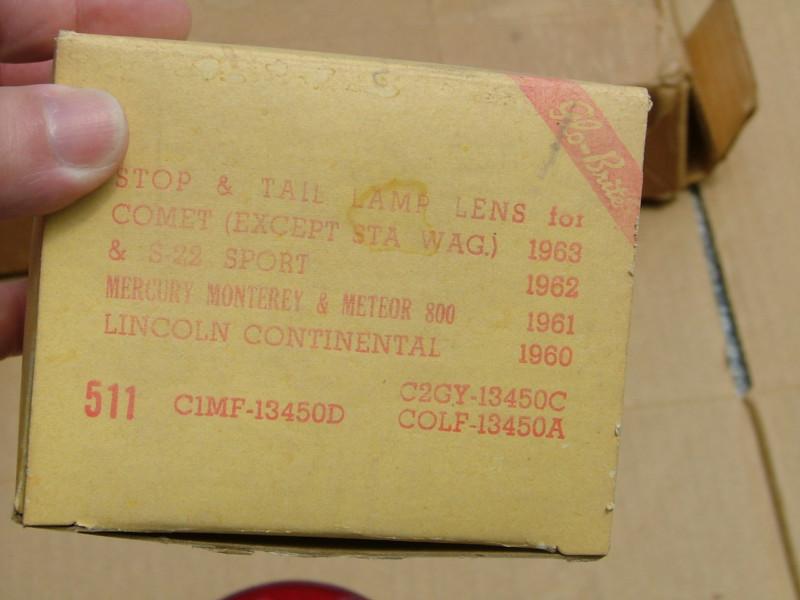 Glo-Brite
STOP & TAIL LAMP LENS for
COMET (EXCEPT STA WAG.) 1963
& S-22 SPORT 1962
MERCURY MONTEREY & METEOR 800 1961
LINCOLN CONTINENTAL 1960
511 C1MF-13450D C2GY-13450C
COLF-13450A